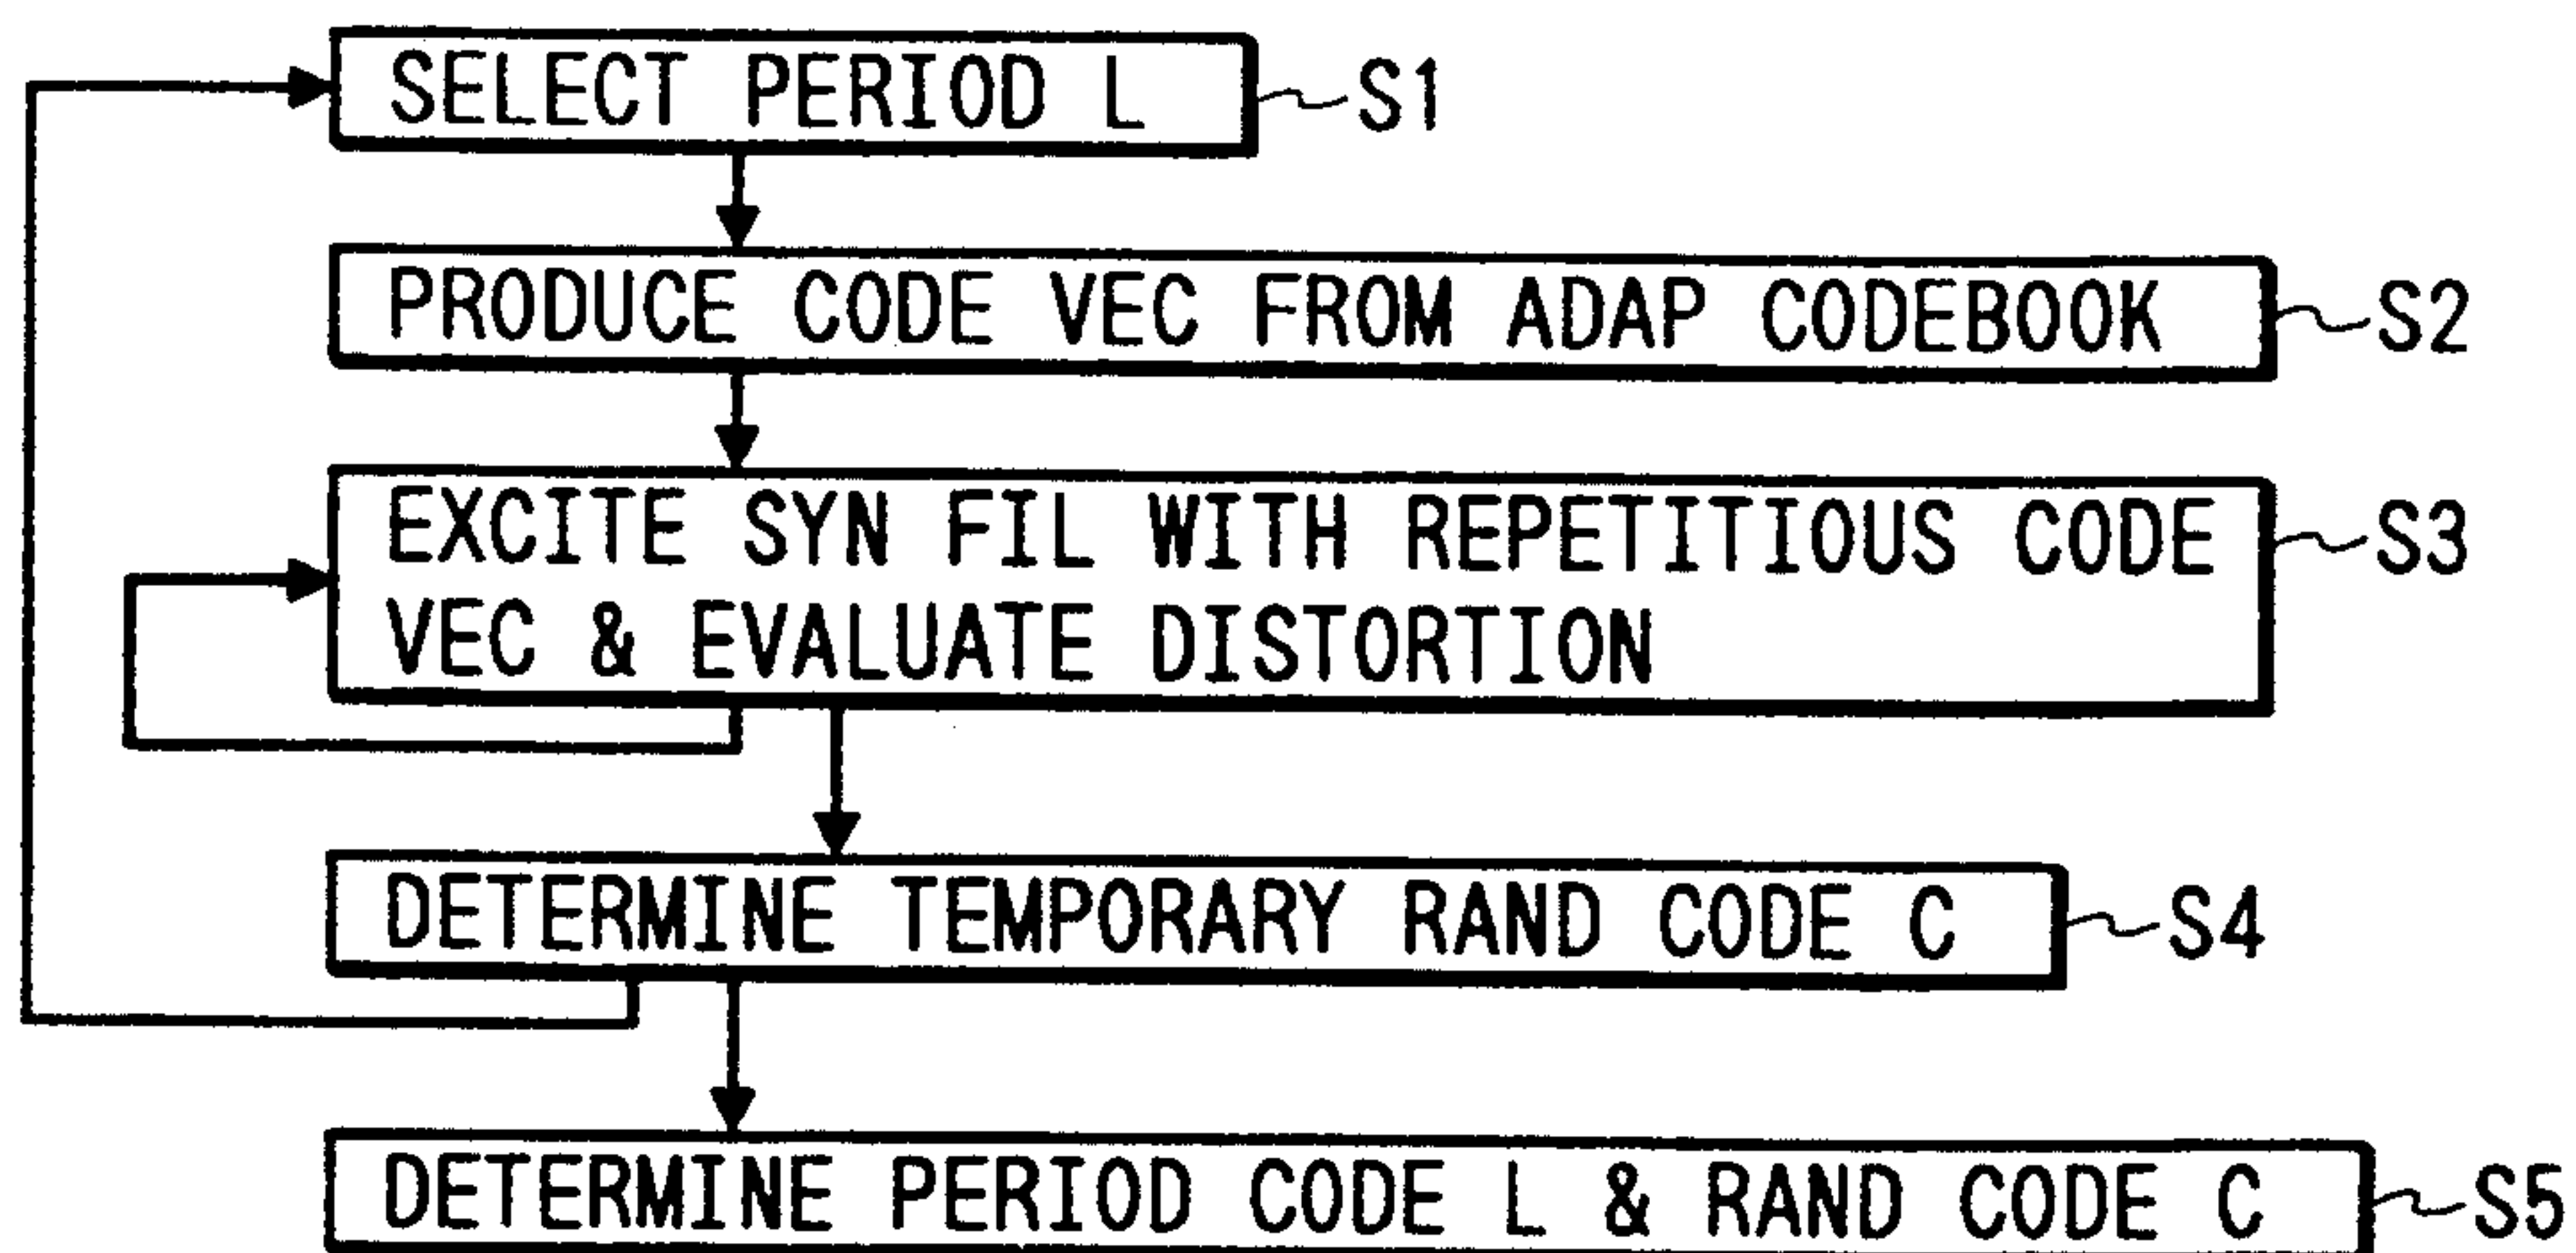 SELECT PERIOD L S1
PRODUCE CODE VEC FROM ADAP CODEBOOK S2
EXCITE SYN FIL WITH REPETITIOUS CODE S3
VEC & EVALUATE DISTORTION
DETERMINE TEMPORARY RAND CODE C S4
DETERMINE PERIOD CODE L & RAND CODE C S5